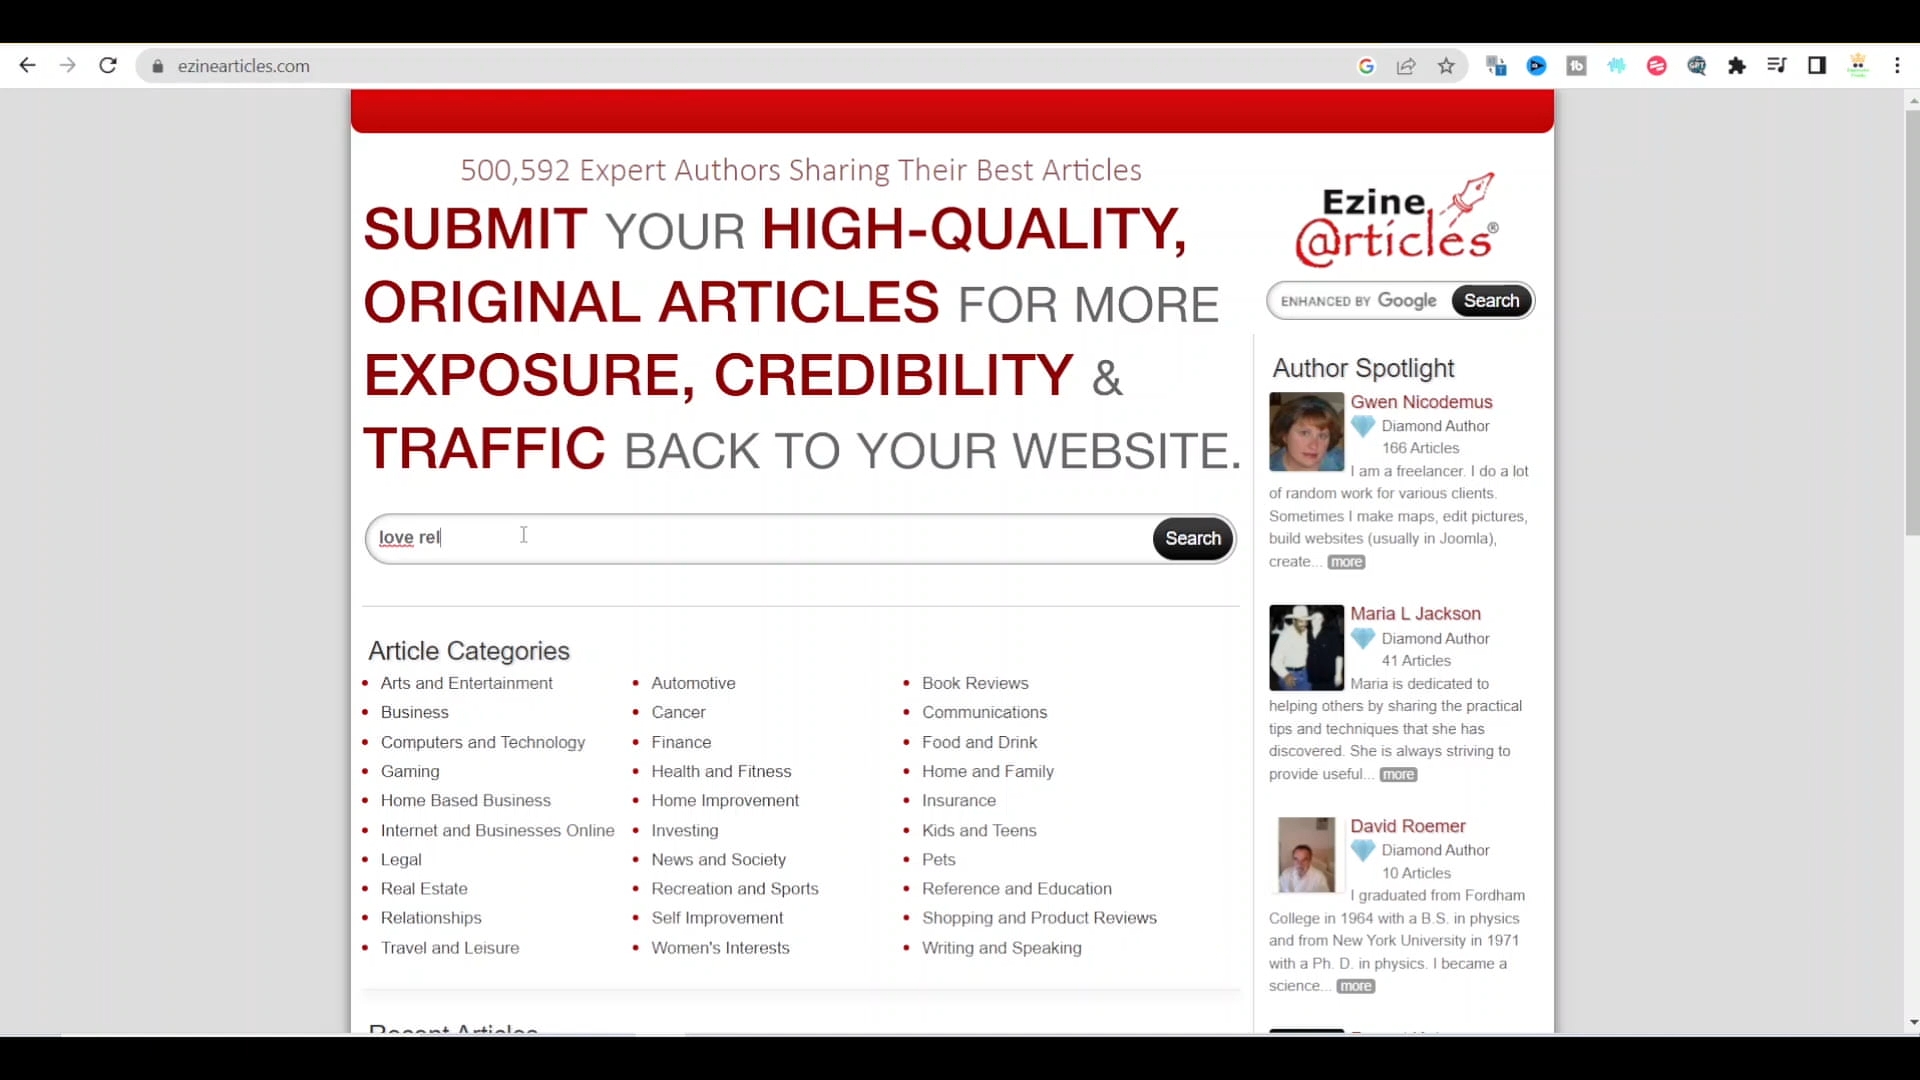 ezinearticles.com
500,592 Expert Authors Sharing Their Best Articles
SUBMIT YOUR HIGH-QUALITY,
ORIGINAL ARTICLES FOR MORE
EXPOSURE, CREDIBILITY &
TRAFFIC BACK TO YOUR WEBSITE.
love rel
Search
Article Categories
Arts and Entertainment
Business
Computers and Technology
Gaming
Home Based Business
Internet and Businesses Online
Legal
Real Estate
Relationships
Travel and Leisure
Automotive
Cancer
Finance
Health and Fitness
Home Improvement
Investing
News and Society
Recreation and Sports
Self Improvement
Women's Interests
Book Reviews
Communications
Food and Drink
Home and Family
Insurance
Kids and Teens
Pets
Reference and Education
Shopping and Product Reviews
Writing and Speaking
Recent Articles
Ezine
@rticles®
ENHANCED BY Google
Search
Author Spotlight
Gwen Nicodemus
Diamond Author
166 Articles
I am a freelancer. I do a lot
of random work for various clients.
Sometimes I make maps, edit pictures,
build websites (usually in Joomla),
create... more
Maria L Jackson
Diamond Author
41 Articles
Maria is dedicated to
helping others by sharing the practical
tips and techniques that she has
discovered. She is always striving to
provide useful... more
David Roemer
Diamond Author
10 Articles
I graduated from Fordham
College in 1964 with a B.S. in physics
and from New York University in 1971
with a Ph. D. in physics. I became a
science... more